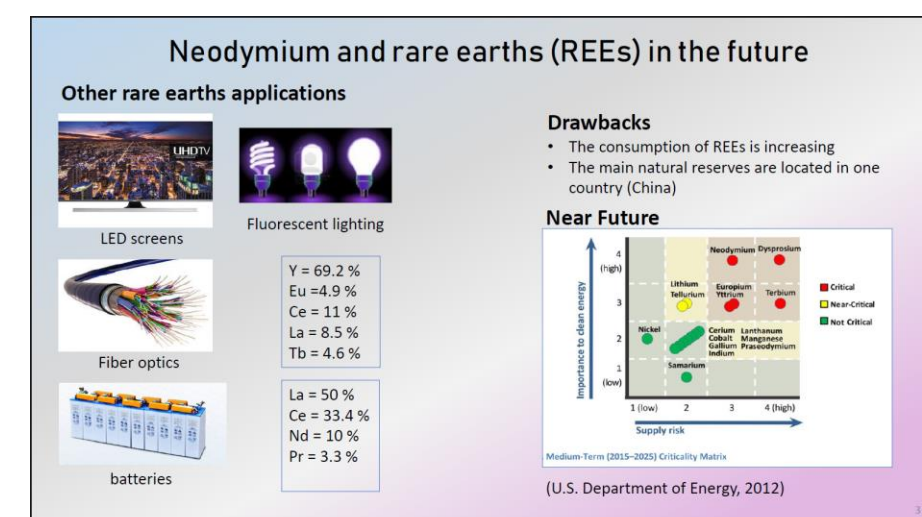 Neodymium and rare earths (REEs) in the future
Other rare earths applications
UHDTV
LED screens
Fluorescent lighting
Fiber optics
Y = 69.2 %
Eu =4.9 %
Ce = 11 %
La = 8.5 %
Tb = 4.6 %
batteries
La = 50 %
Ce = 33.4 %
Nd = 10 %
Pr = 3.3 %
Drawbacks
• The consumption of REEs is increasing
• The main natural reserves are located in one
country (China)
Near Future
Importance to clean energy
4
(high)
3
2
1
(low)
Neodymium Dysprosium
Lithium
Tellurium
Europium
Yttrium
Terbium
Nickel
Cerium Lanthanum
Cobalt Manganese
Gallium Praseodymium
Indium
Samarium
Critical
Near-Critical
Not Critical
1 (low) 2 3 4 (high)
Supply risk
Medium-Term (2015–2025) Criticality Matrix
(U.S. Department of Energy, 2012)
3